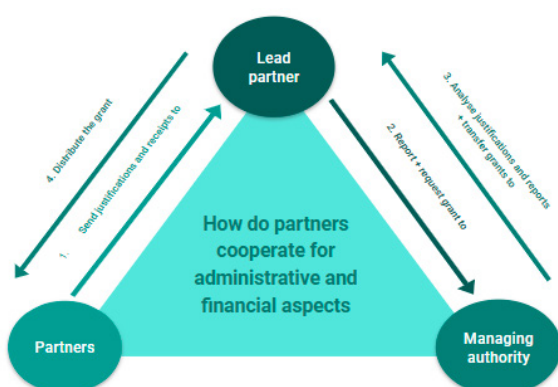 Lead
partner
4. Distribute the grant
1. Send justifications and receipts to
2. Report + request grant to
3. Analyse justifications and reports
+ transfer grants to
How do partners
cooperate for
administrative and
financial aspects
Partners
Managing
authority